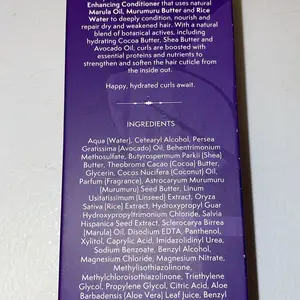 Enhancing Conditioner that uses natural
Marula Oil, Murumuru Butter and Rice
Water to deeply condition, nourish and
repair dry and weakened hair. With a
natural blend of botanical actives, including
hydrating Cocoa Butter, Shea Butter and
Avocado Oil, curls are boosted with
essential proteins and nutrients to
strengthen and soften the hair cuticle from
the inside out.
Happy, hydrated curls await.
INGREDIENTS
Aqua (Water), Cetearyl Alcohol, Persea
Gratissima (Avocado) Oil, Behentrimonium
Methosulfate, Butyrospermum Parkii (Shea)
Butter, Theobroma Cacao (Cocoa) Butter,
Glycerin, Cocos Nucifera (Coconut) Oil,
Parfum (Fragrance), Astrocaryum Murumuru
(Murumuru) Seed Butter, Linum
Usitatissimum (Linseed) Extract, Oryza
Sativa (Rice) Extract, Hydroxypropyl Guar
Hydroxypropyltrimonium Chloride, Salvia
Hispanica Seed Extract, Sclerocarya Birrea
(Marula) Oil, Disodium EDTA, Panthenol,
Xylitol, Caprylic Acid, Imidazolidinyl Urea,
Sodium Benzoate, Benzyl Alcohol,
Magnesium Chloride, Magnesium Nitrate,
Methylisothiazolinone,
Methylchloroisothiazolinone, Triethylene
Glycol, Propylene Glycol, Citric Acid, Aloe
Barbadensis (Aloe Vera) Leaf Juice, Benzyl